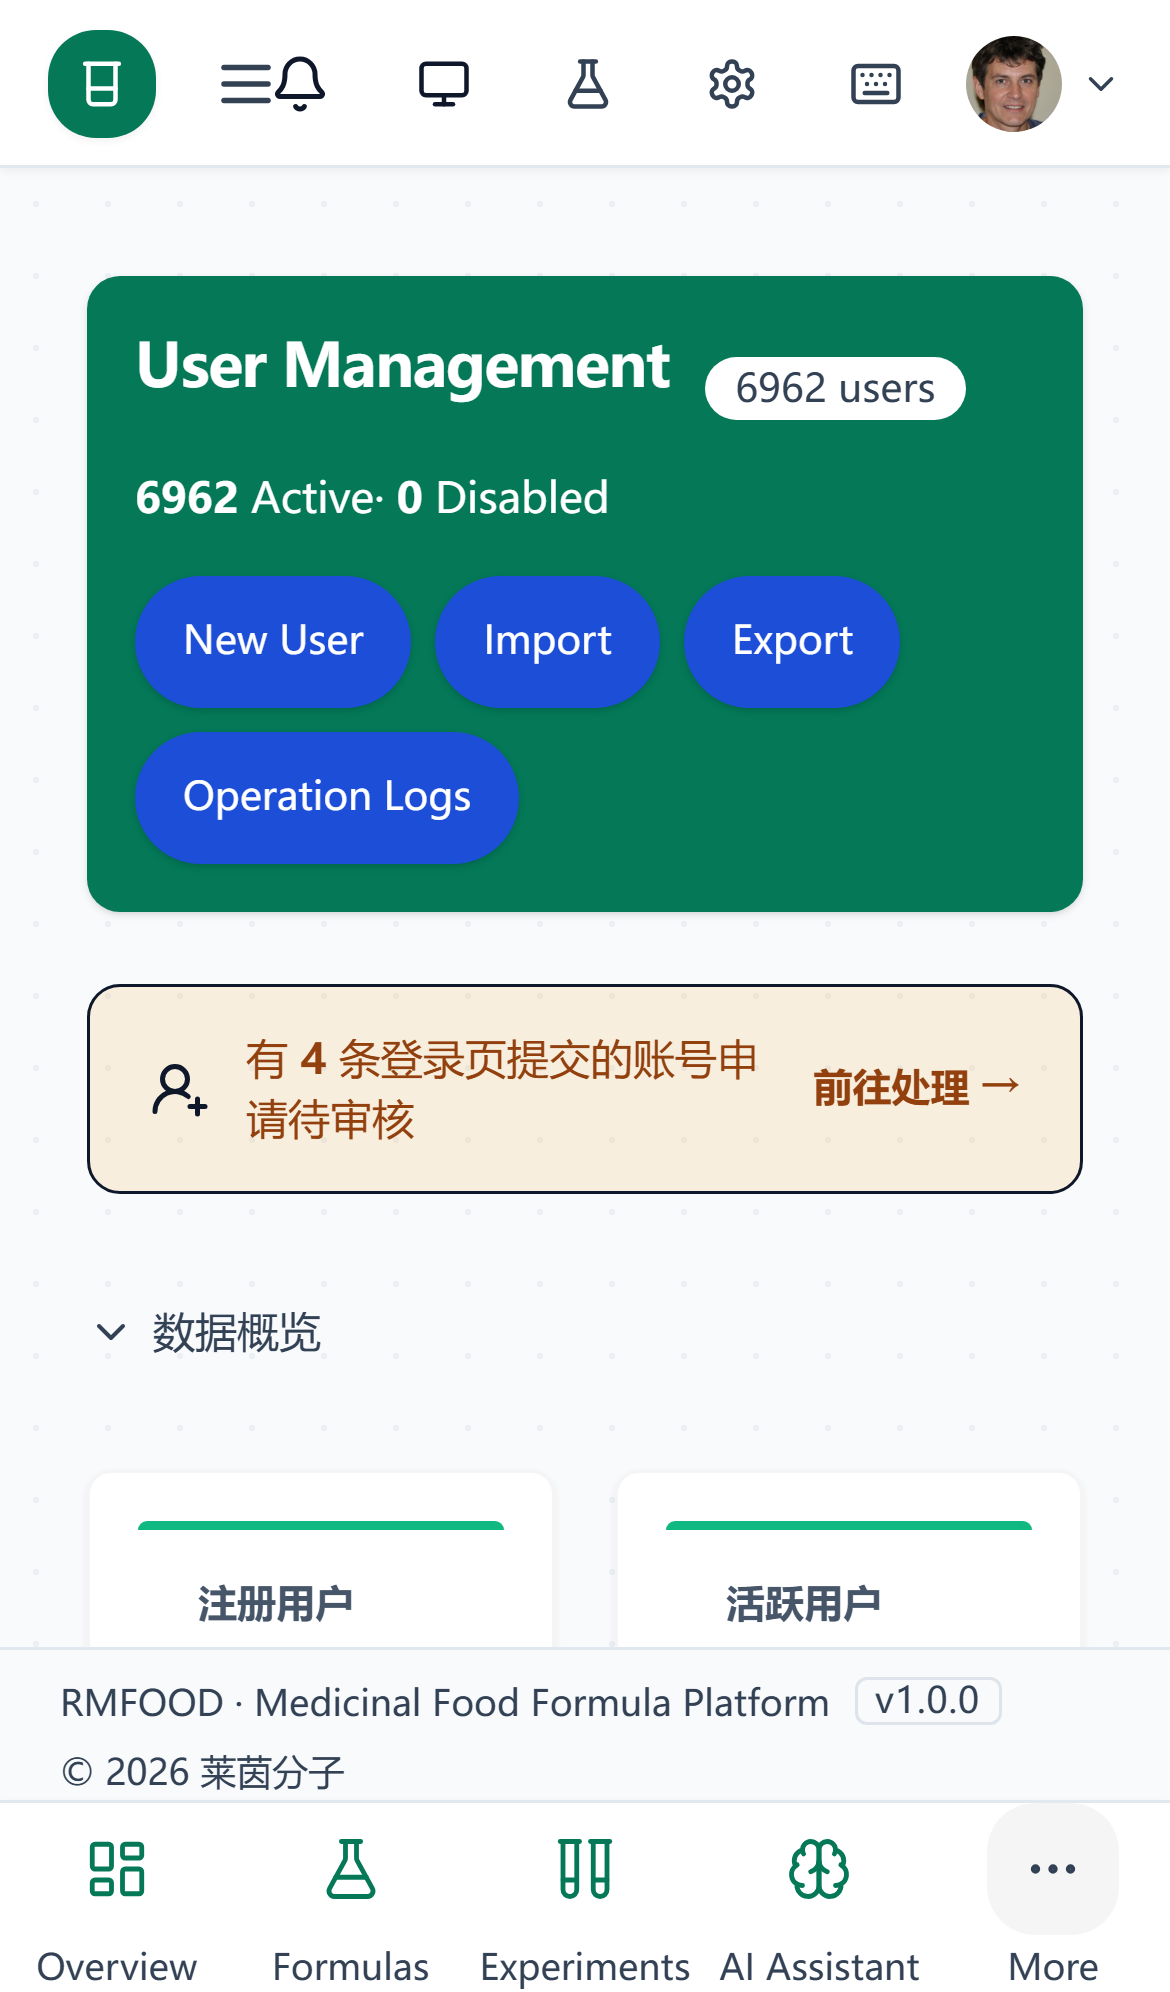 User Management
6962 users
6962 Active· 0 Disabled
New User
Import
Export
Operation Logs
有 4 条登录页提交的账号申
请待审核
前往处理 →
数据概览
注册用户
活跃用户
RMFOOD · Medicinal Food Formula Platform
v1.0.0
© 2026 莱茵分子
Overview
Formulas
Experiments
AI Assistant
More